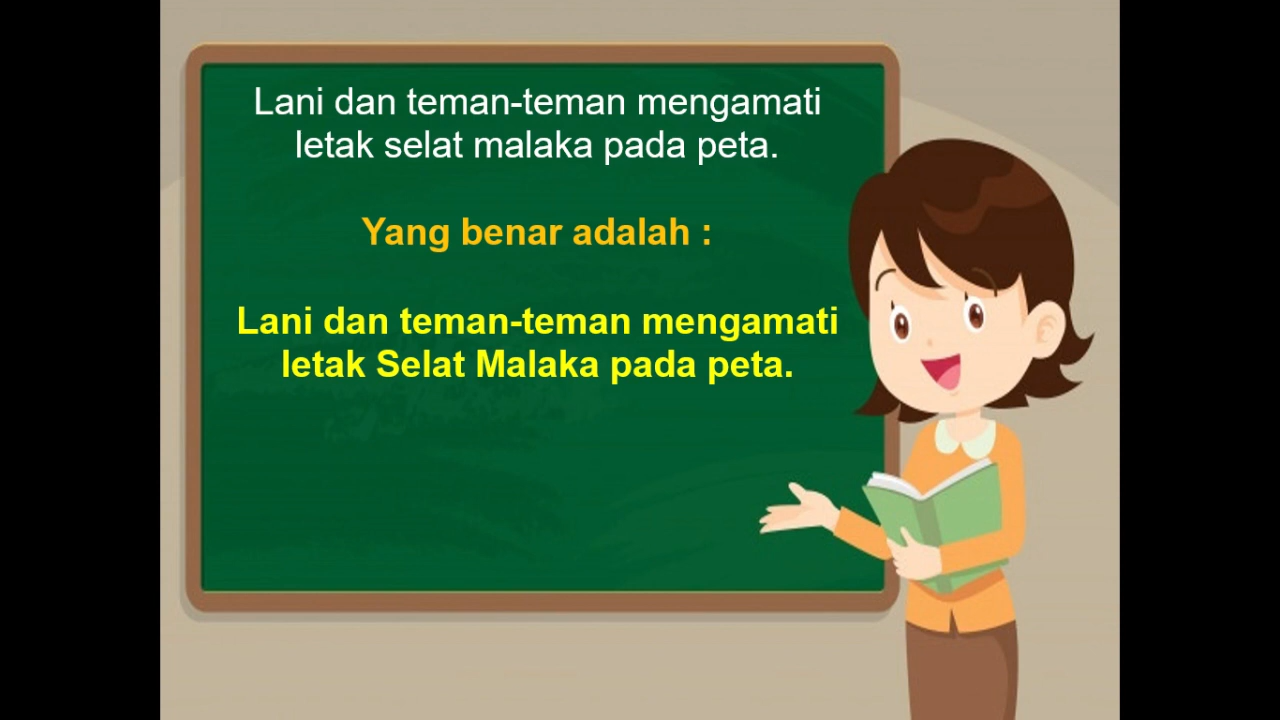 Lani dan teman-teman mengamati
letak selat malaka pada peta.
Yang benar adalah :
Lani dan teman-teman mengamati
letak Selat Malaka pada peta.